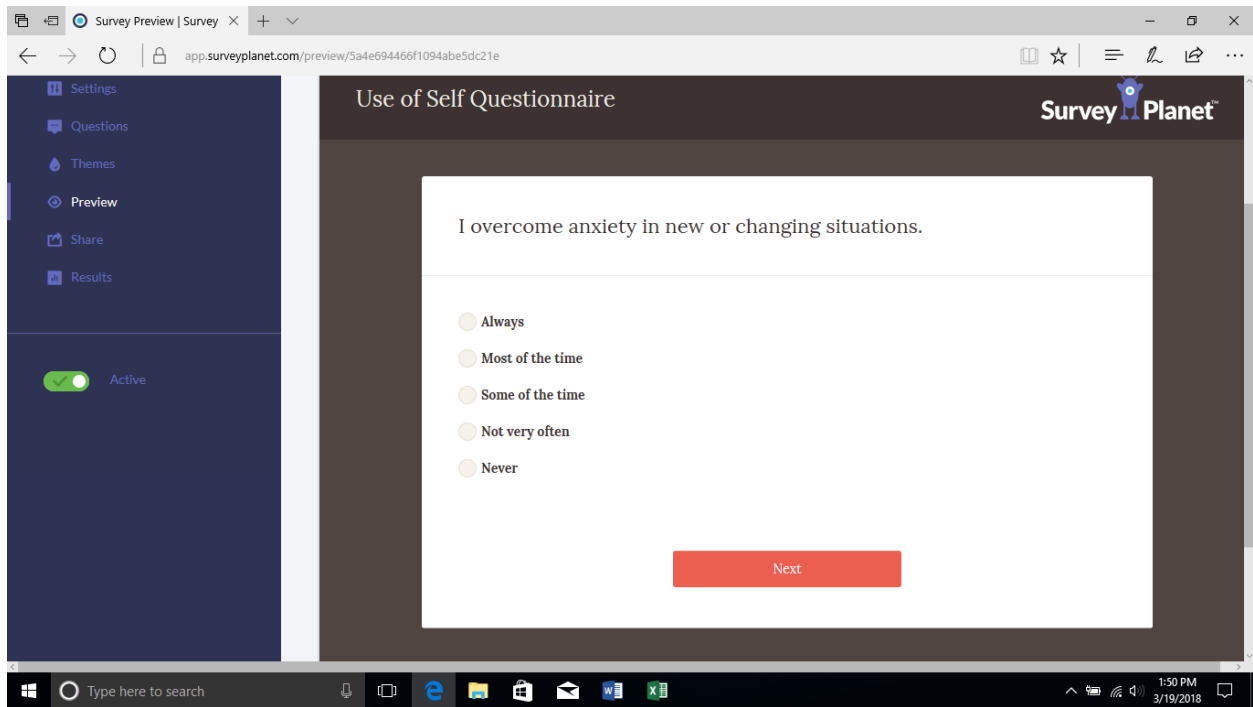 Survey Preview | Survey
app.surveyplanet.com/preview/5a4e694466f1094abe5dc21e
Settings
Questions
Themes
Preview
Share
Results
Active
Use of Self Questionnaire
Survey Planet™
I overcome anxiety in new or changing situations.
Always
Most of the time
Some of the time
Not very often
Never
Next
Type here to search
1:50 PM
3/19/2018